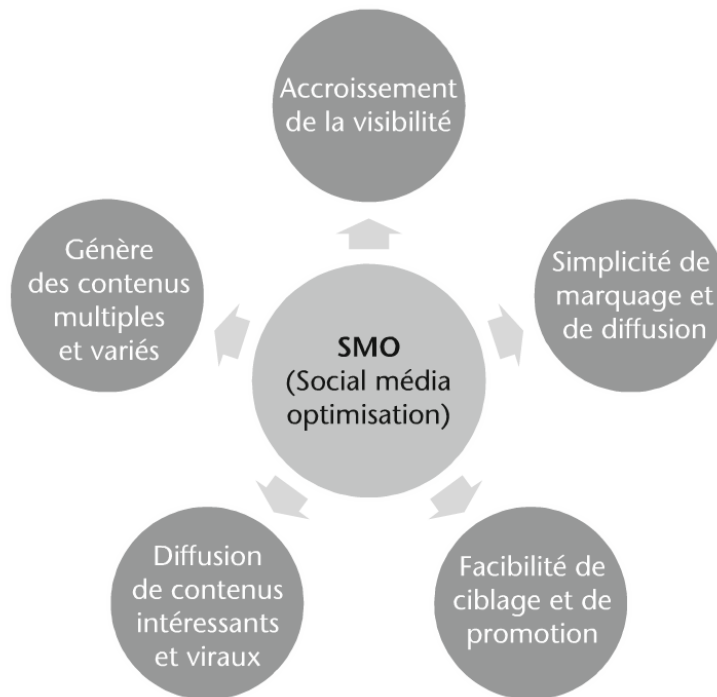 Accroissement
de la visibilité
Génère
des contenus
multiples
et variés
Simplicité de
marquage et
de diffusion
SMO
(Social média
optimisation)
Diffusion
de contenus
intéressants
et viraux
Facibilité de
ciblage et de
promotion